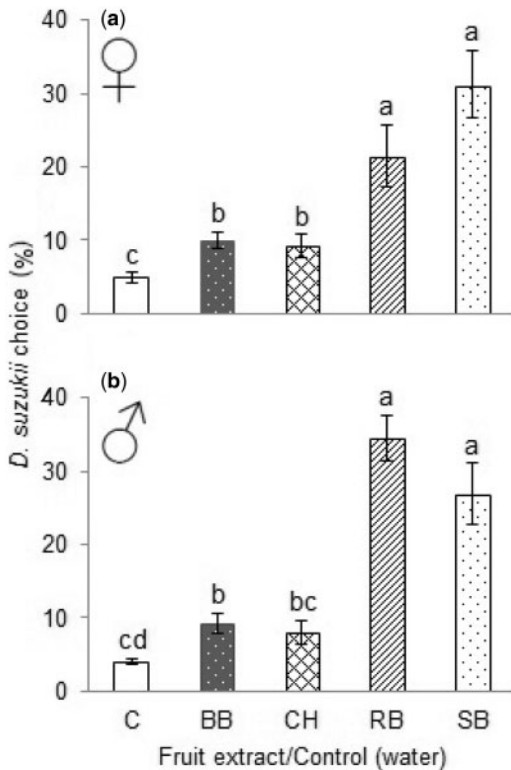 (a)
40
30
20
10
0
c
b
b
a
a
(b)
40
30
20
10
0
cd
b
bc
a
a
D. suzukii choice (%)
C BB CH RB SB
Fruit extract/Control (water)